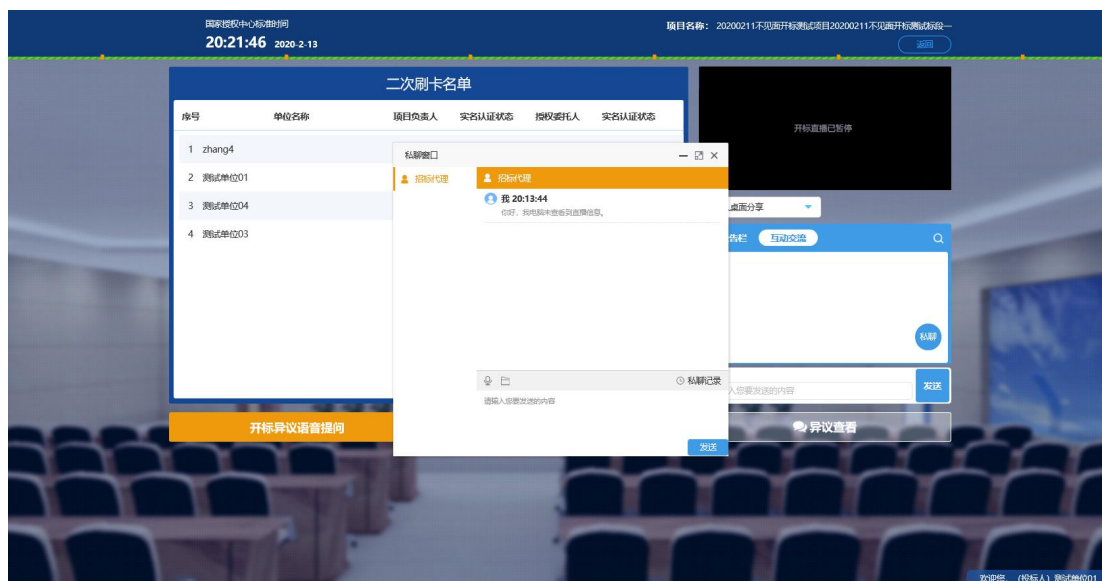 国家授权中心标准时间
20:21:46 2020-2-13
项目名称： 20200211不见面开标测试项目20200211不见面开标测试标段一
返回
二次刷卡名单
序号 单位名称 项目负责人 实名认证状态 授权委托人 实名认证状态
1 zhang4
2 测试单位01
3 测试单位04
4 测试单位03
开标直播已暂停
桌面分享
告栏 互动交流
私聊
入您要发送的内容 发送
私聊窗口
招标代理
招标代理
我 20:13:44
你好，我电脑未查看到直播信息。
私聊记录
请输入您要发送的内容
发送
开标异议语音提问
异议查看
欢迎您，(投标人) 测试单位01